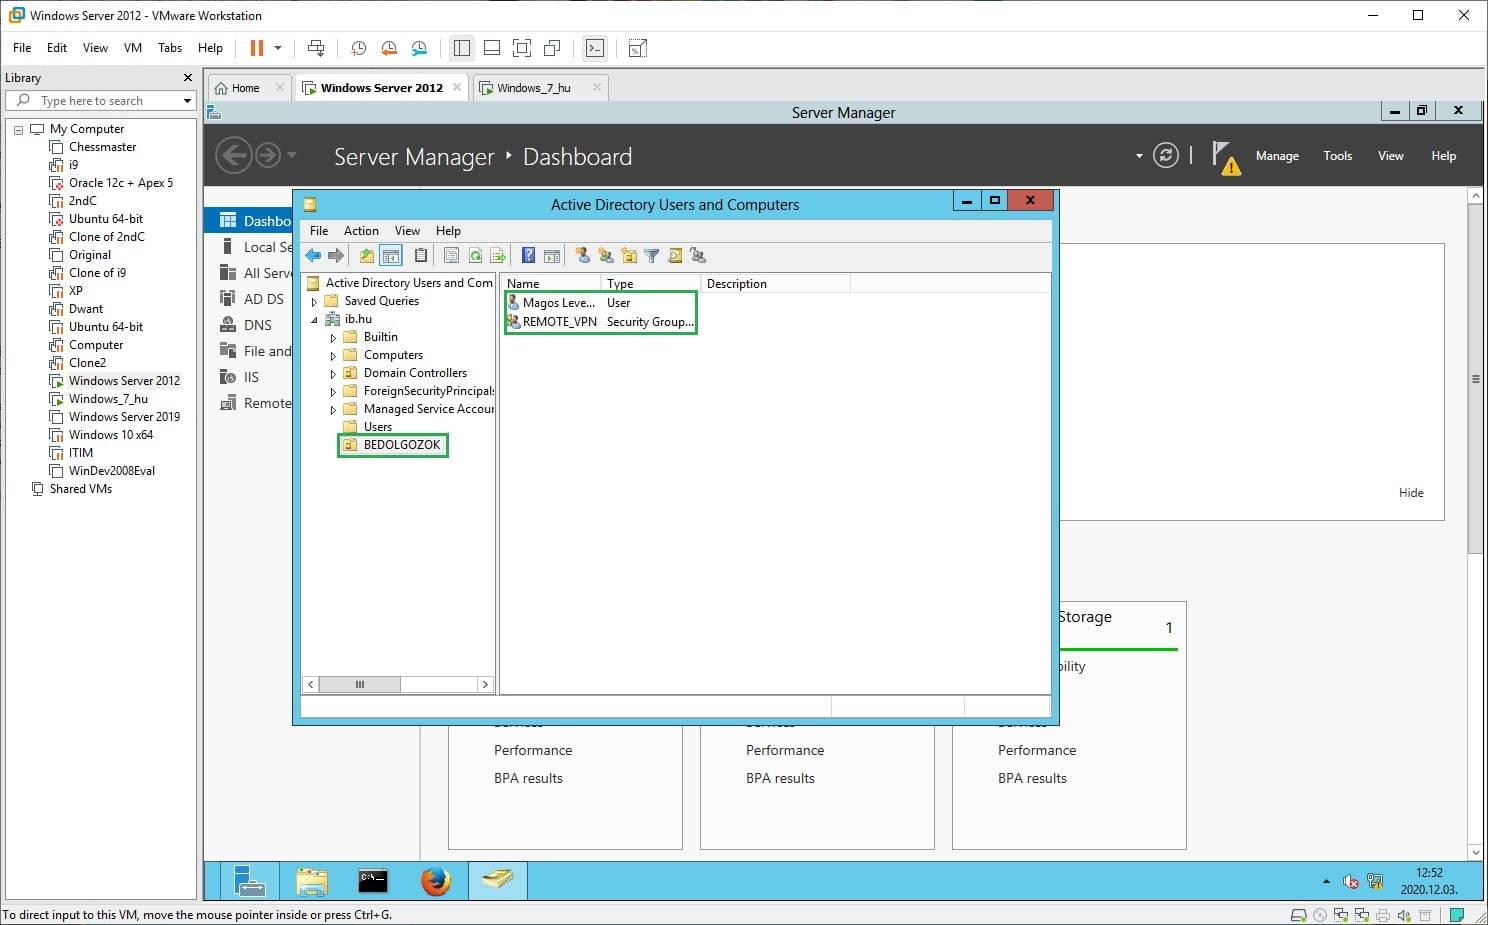 Windows Server 2012 - VMware Workstation
File Edit View VM Tabs Help
Library
Type here to search
My Computer
Chessmaster
i9
Oracle 12c + Apex 5
2ndC
Ubuntu 64-bit
Clone of 2ndC
Original
Clone of i9
XP
Dwant
Ubuntu 64-bit
Computer
Clone2
Windows Server 2012
Windows_7_hu
Windows Server 2019
Windows 10 x64
ITIM
WinDev2008Eval
Shared VMs
Home Windows Server 2012 Windows_7_hu
Server Manager
Server Manager Dashboard
Manage Tools View Help
Dashbo
Local Se
All Serv
AD DS
DNS
File and
IIS
Remote
Active Directory Users and Computers
File Action View Help
Active Directory Users and Com
Saved Queries
ib.hu
Builtin
Computers
Domain Controllers
ForeignSecurityPrincipals
Managed Service Accour
Users
BEDOLGOZOK
Name Type Description
Magos Leve... User
REMOTE_VPN Security Group...
Hide
Storage
1
bility
Performance
BPA results
Performance
BPA results
Performance
BPA results
12:52
2020.12.03.
To direct input to this VM, move the mouse pointer inside or press Ctrl+G.